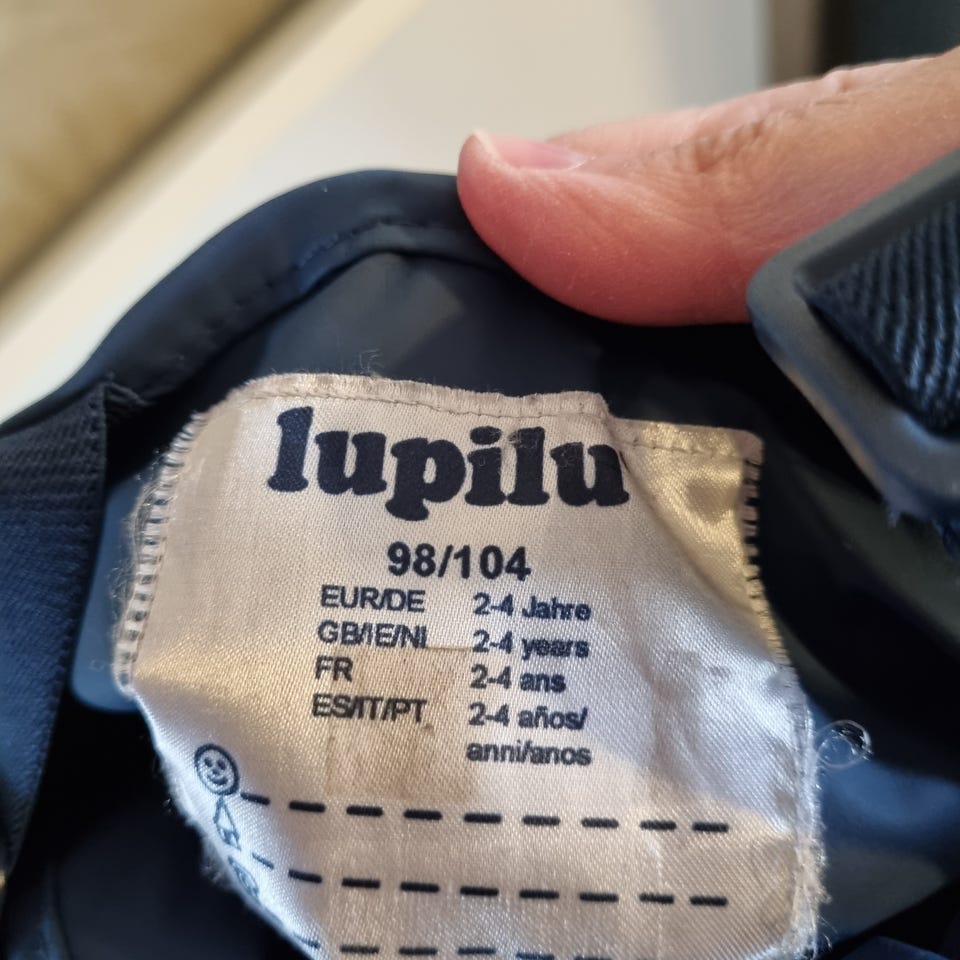 lupilu
98/104
EUR/DE 2-4 Jahre
GB/IE/NI 2-4 years
FR 2-4 ans
ES/IT/PT 2-4 años/
anni/anos